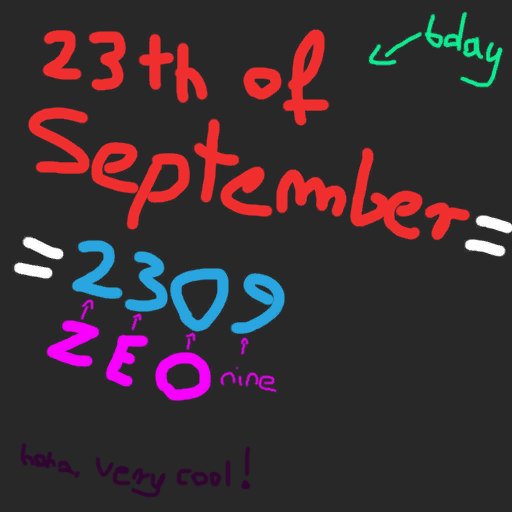 23th of
bday
September =
= 2309
ZEO nine
haha, very cool!